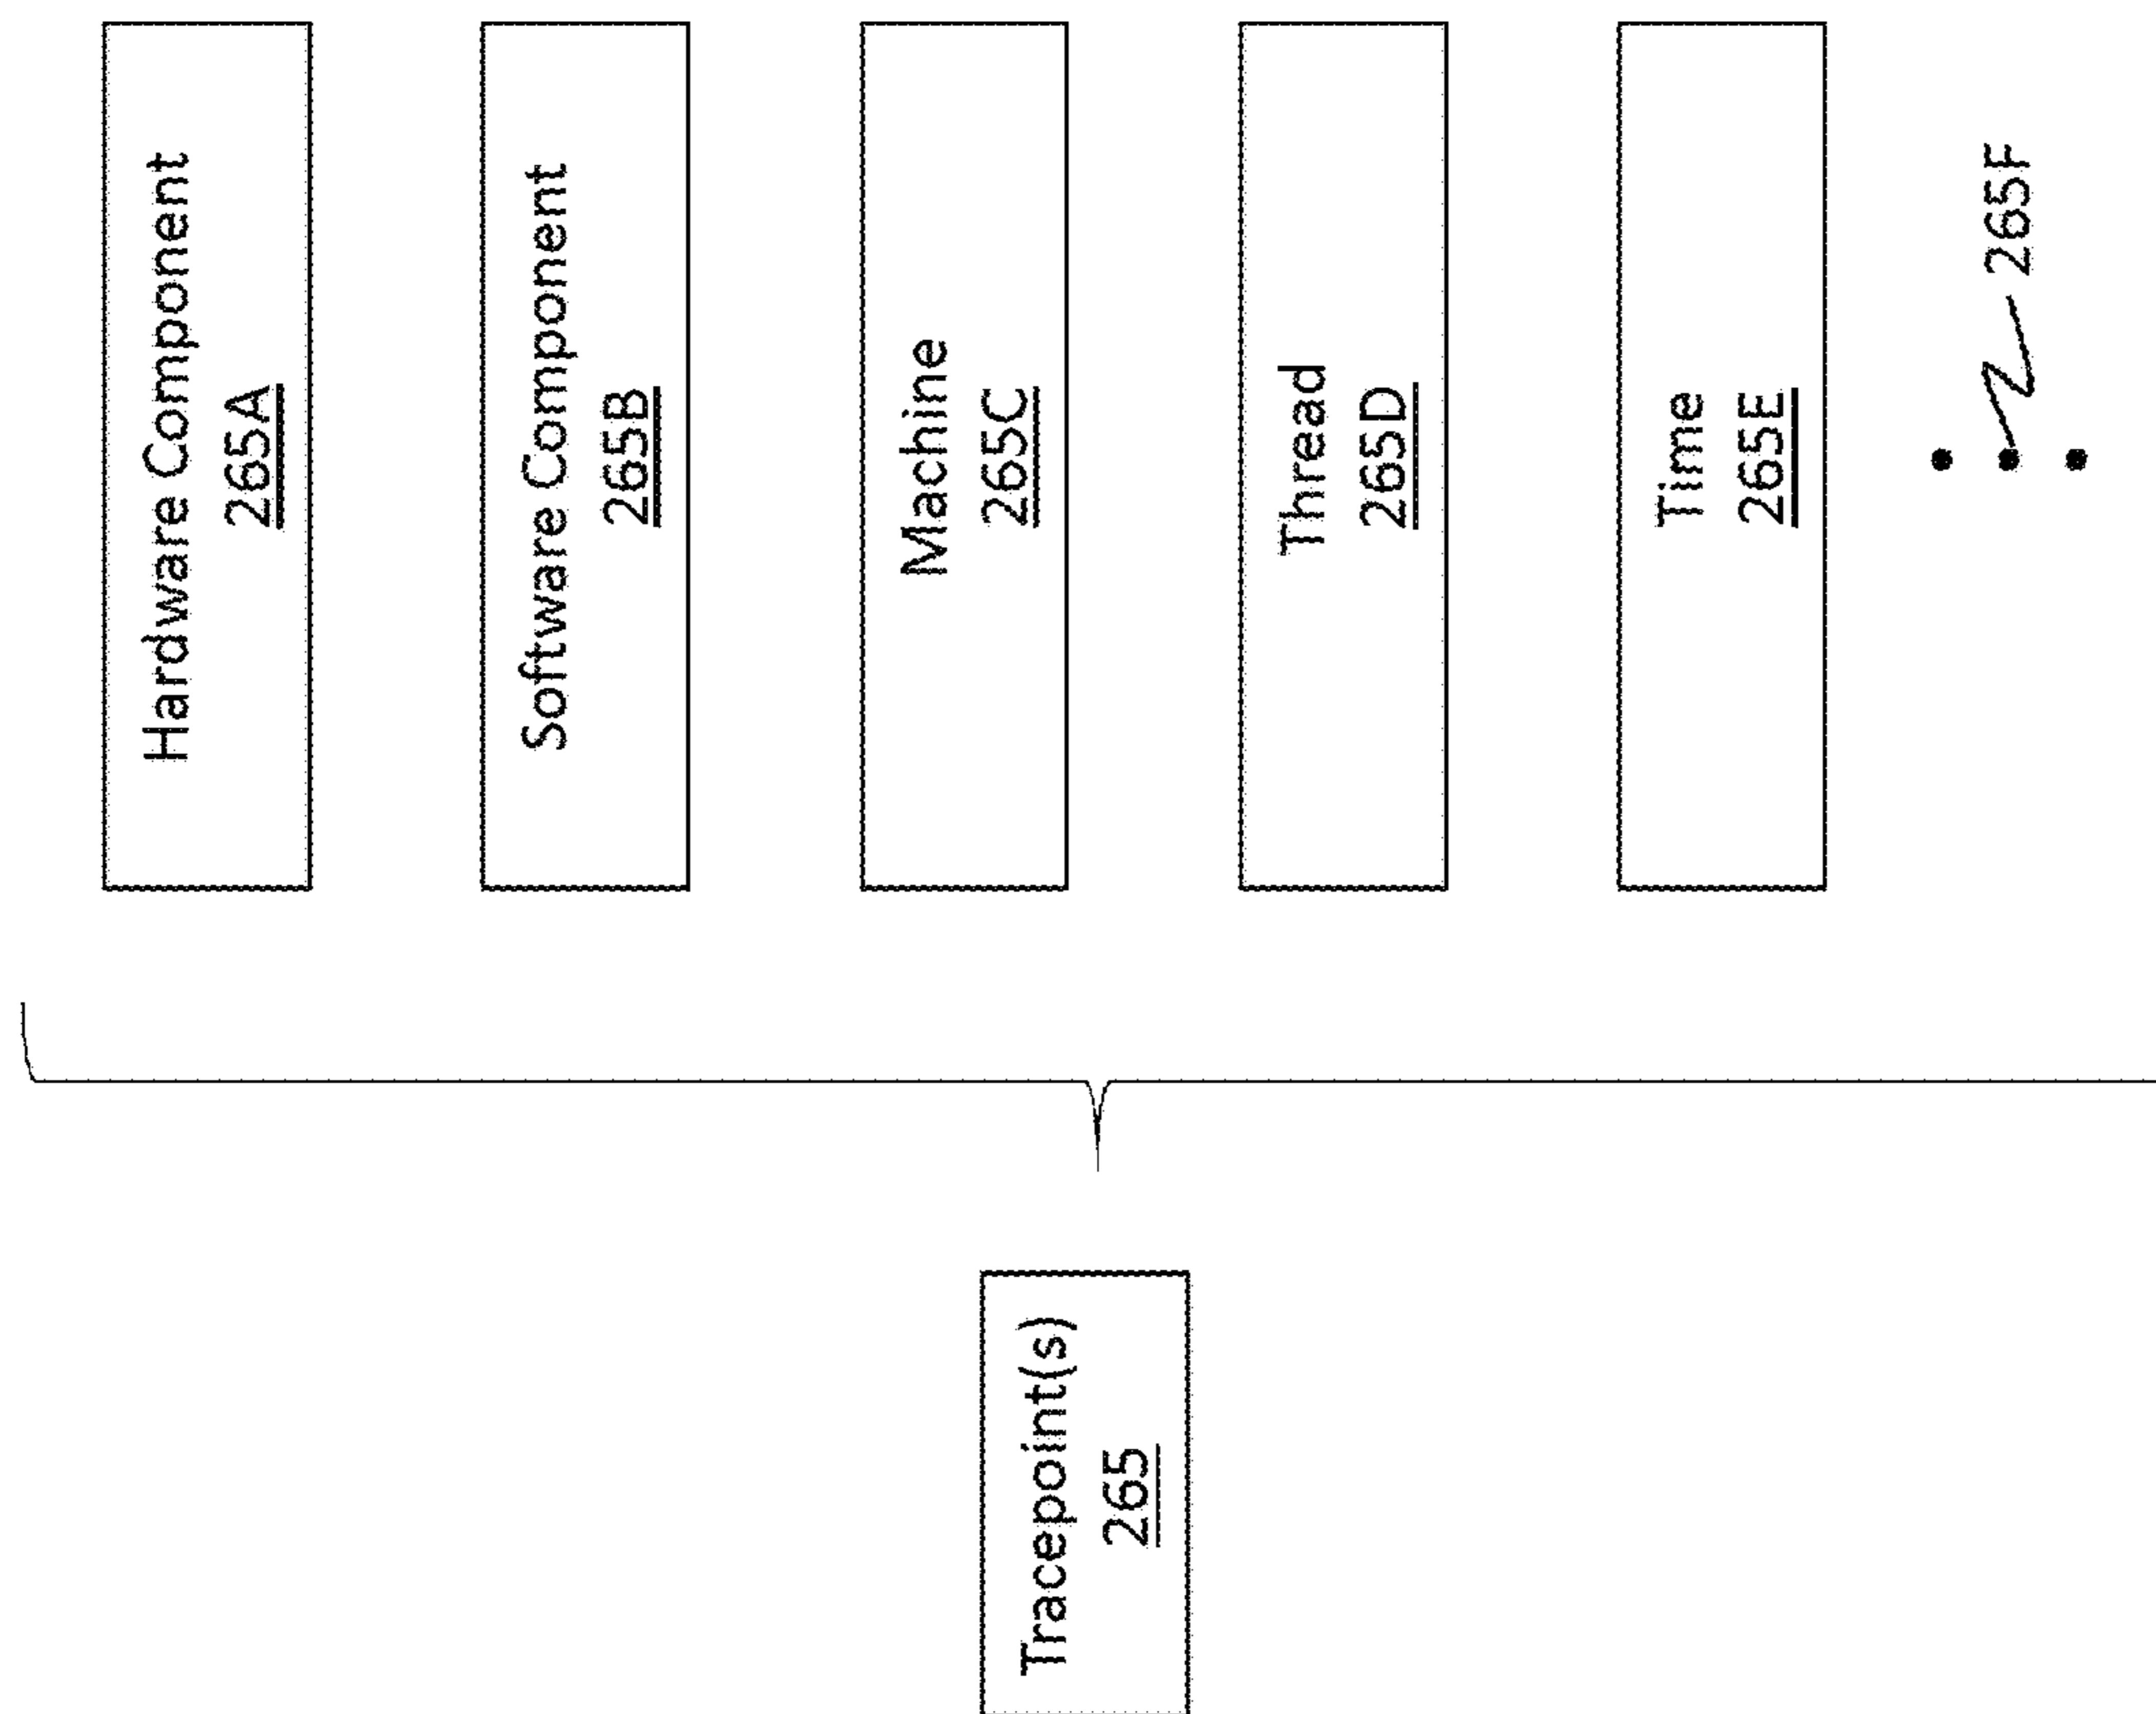 Tracepoint(s)
265
Hardware Component
265A
Software Component
265B
Machine
265C
Thread
265D
Time
265E
265F